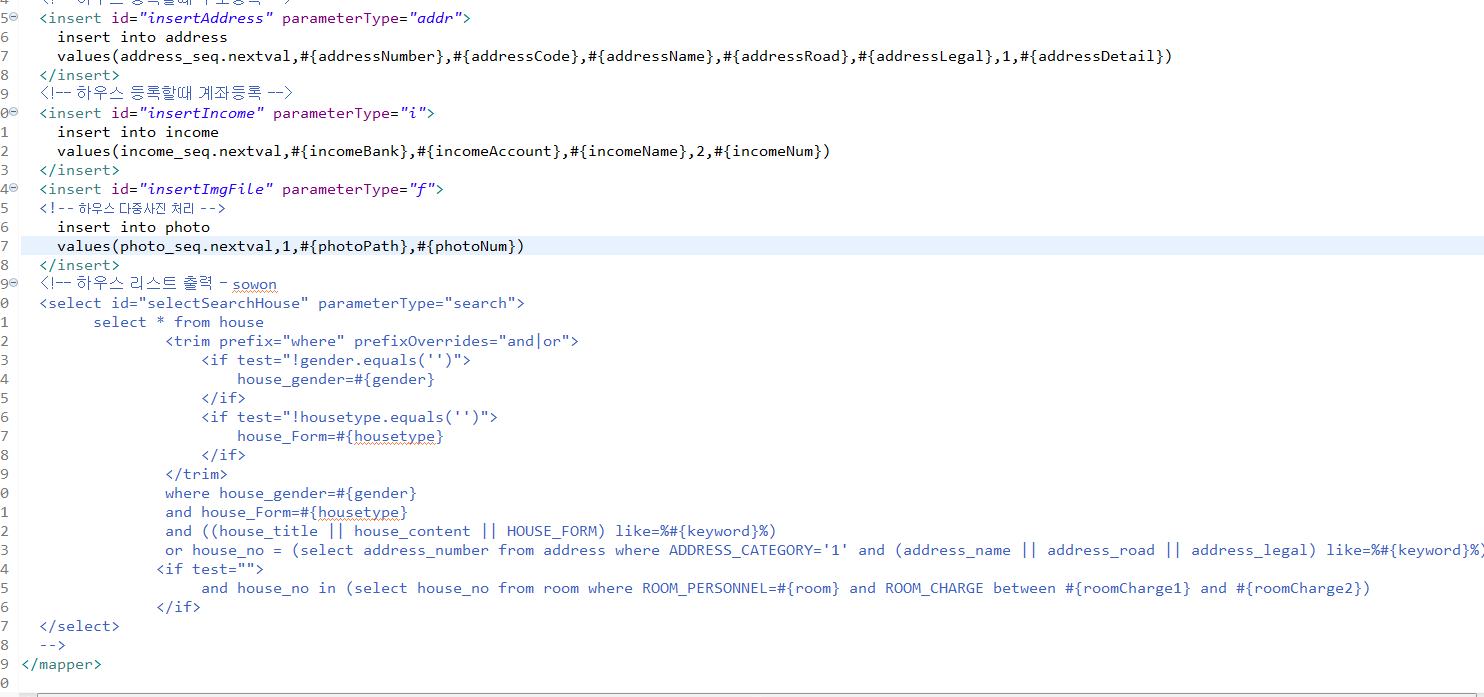 5 <insert id="insertAddress" parameterType="addr">
6 insert into address
7 values(address_seq.nextval,#{addressNumber},#{addressCode},#{addressName},#{addressRoad},#{addressLegal},1,#{addressDetail})
8 </insert>
9 <!-- 하우스 등록할때 계좌등록 -->
0 <insert id="insertIncome" parameterType="i">
1 insert into income
2 values(income_seq.nextval,#{incomeBank},#{incomeAccount},#{incomeName},2,#{incomeNum})
3 </insert>
4 <insert id="insertImgFile" parameterType="f">
5 <!-- 하우스 다중사진 처리 -->
6 insert into photo
7 values(photo_seq.nextval,1,#{photoPath},#{photoNum})
8 </insert>
9 <!-- 하우스 리스트 출력 - sowon
0 <select id="selectSearchHouse" parameterType="search">
1 select * from house
2 <trim prefix="where" prefixOverrides="and|or">
3 <if test="!gender.equals('')">
4 house_gender=#{gender}
5 </if>
6 <if test="!housetype.equals('')">
7 house_Form=#{housetype}
8 </if>
9 </trim>
0 where house_gender=#{gender}
1 and house_Form=#{housetype}
2 and ((house_title || house_content || HOUSE_FORM) like=%#{keyword}%)
3 or house_no = (select address_number from address where ADDRESS_CATEGORY='1' and (address_name || address_road || address_legal) like=%#{keyword}%)
4 <if test="">
5 and house_no in (select house_no from room where ROOM_PERSONNEL=#{room} and ROOM_CHARGE between #{roomCharge1} and #{roomCharge2})
6 </if>
7 </select>
8 -->
9 </mapper>
0